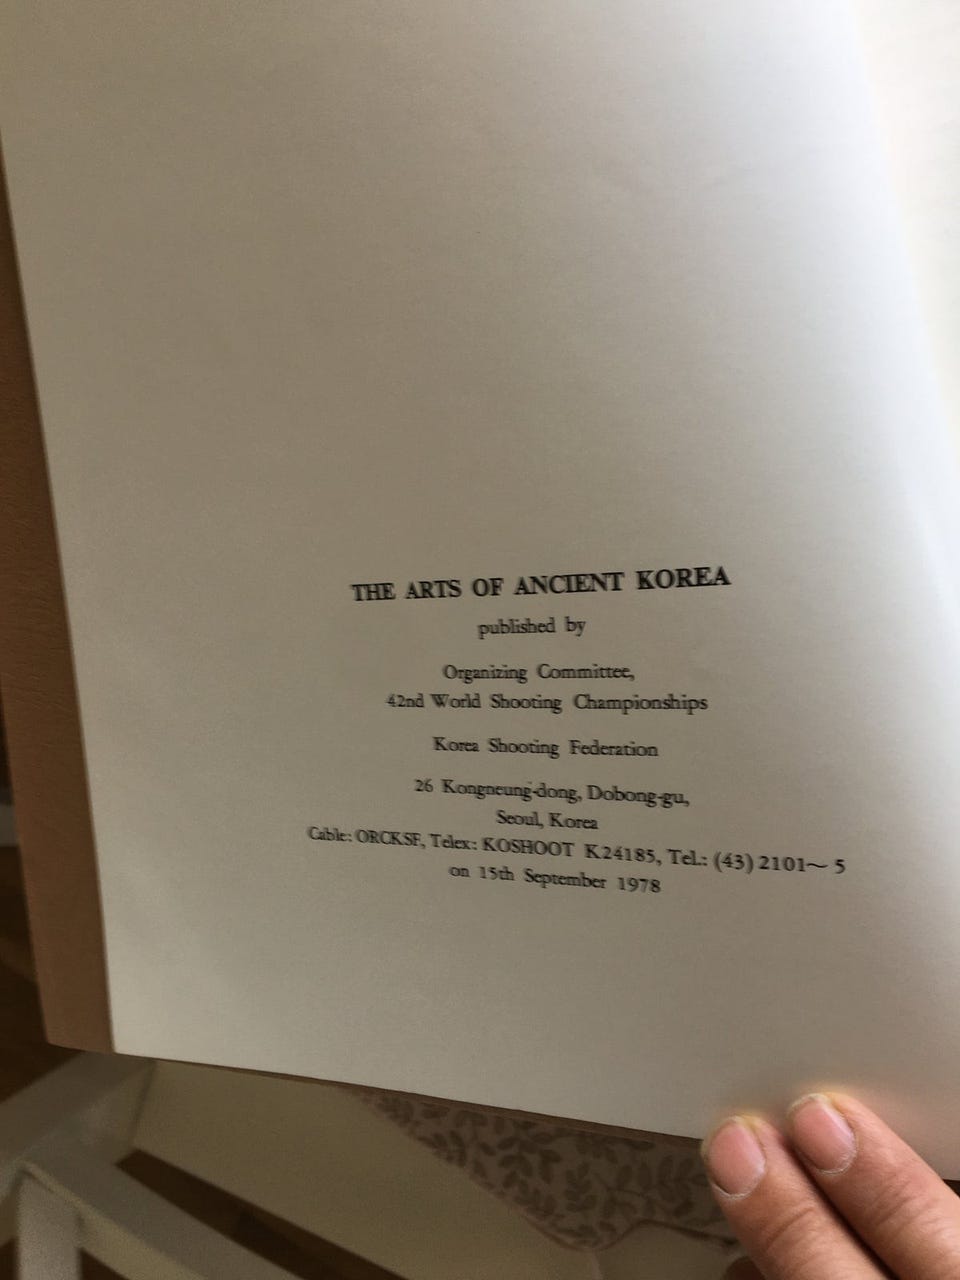 THE ARTS OF ANCIENT KOREA
published by
Organizing Committee,
42nd World Shooting Championships
Korea Shooting Federation
26 Kongneung-dong, Dobong-gu,
Seoul, Korea
Cable: ORCKSF, Telex: KOSHOOT K24185, Tel.: (43) 2101~ 5
on 15th September 1978